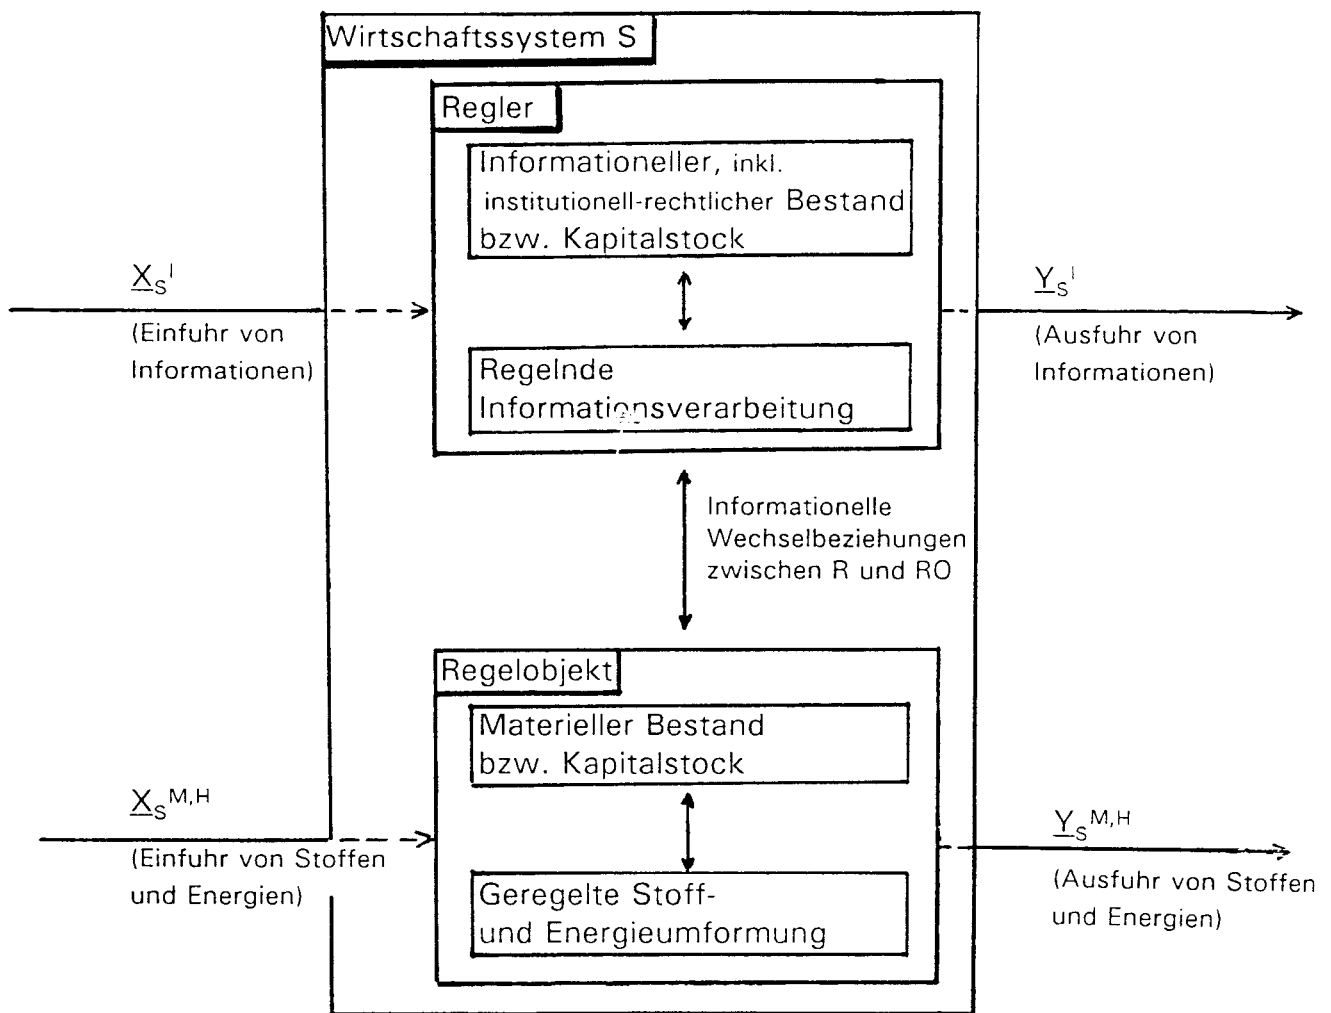 Wirtschaftssystem S
Regler
Informationeller, inkl.
institutionell-rechtlicher Bestand
bzw. Kapitalstock
X_S^I
(Einfuhr von
Informationen)
Y_S^I
(Ausfuhr von
Informationen)
Regelnde
Informationsverarbeitung
Informationelle
Wechselbeziehungen
zwischen R und RO
Regelobjekt
Materieller Bestand
bzw. Kapitalstock
X_S^M,H
(Einfuhr von Stoffen
und Energien)
Y_S^M,H
(Ausfuhr von Stoffen
und Energien)
Geregelte Stoff-
und Energieumformung